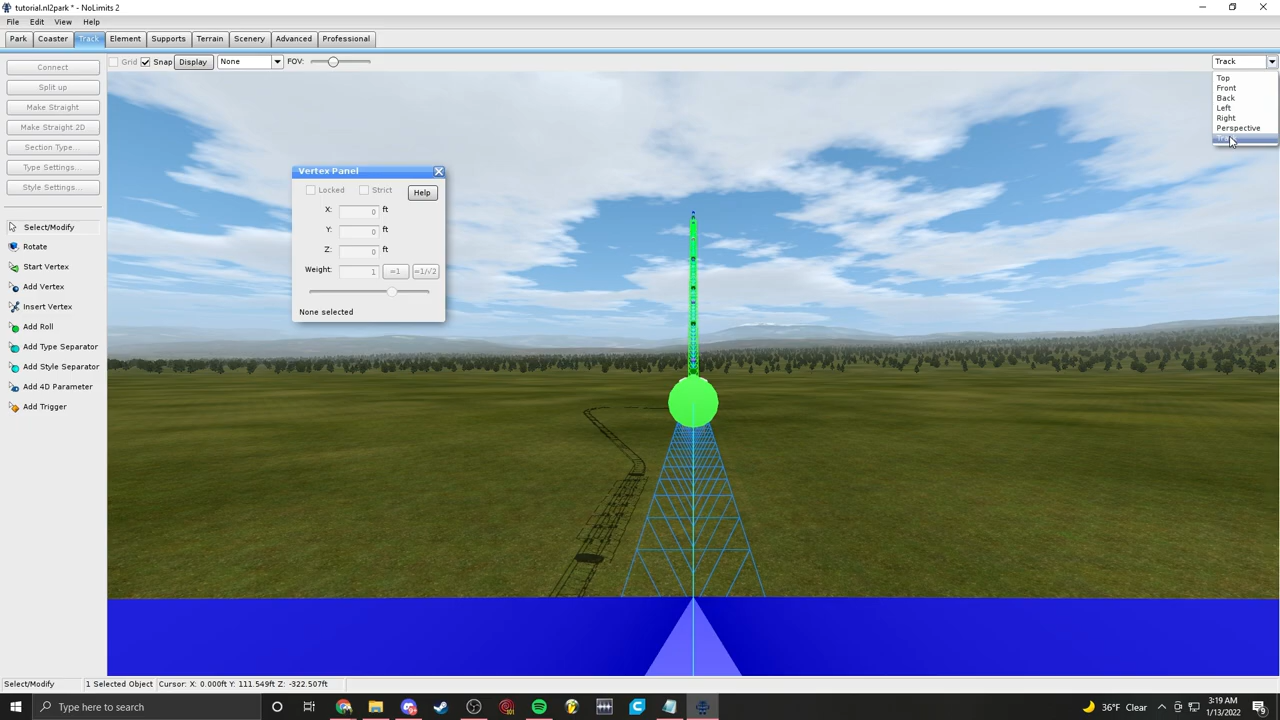 tutorial.nl2park * - NoLimits 2
File Edit View Help
Park Coaster Track Element Supports Terrain Scenery Advanced Professional
Grid Snap Display None FOV: Track
Connect
Split up
Make Straight
Make Straight 2D
Section Type...
Type Settings...
Style Settings...
Select/Modify
Rotate
Start Vertex
Add Vertex
Insert Vertex
Add Roll
Add Type Separator
Add Style Separator
Add 4D Parameter
Add Trigger
Vertex Panel
Locked Strict Help
X: 0 ft
Y: 0 ft
Z: 0 ft
Weight: 1 =1 =1/√2
None selected
Top
Front
Back
Left
Right
Perspective
Select/Modify 1 Selected Object Cursor: X: 0.000ft Y: 111.549ft Z: -322.507ft
Type here to search
36°F Clear
3:19 AM
1/13/2022